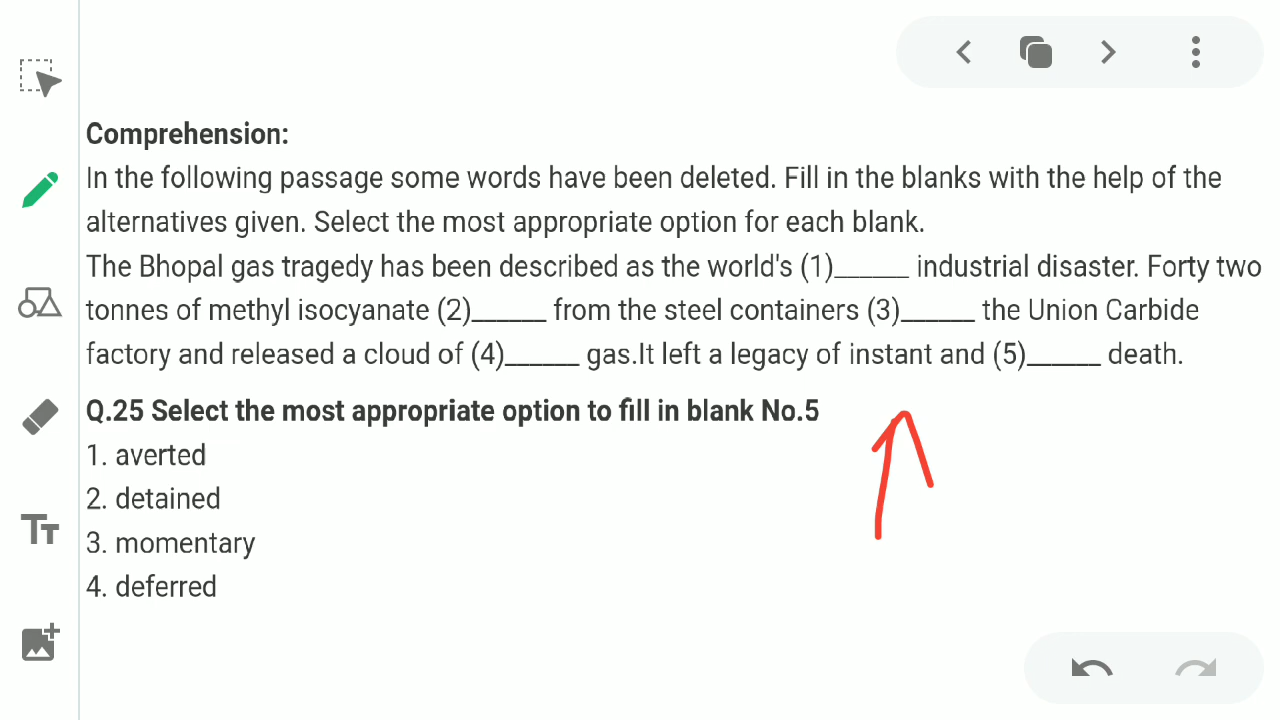 Comprehension:
In the following passage some words have been deleted. Fill in the blanks with the help of the
alternatives given. Select the most appropriate option for each blank.
The Bhopal gas tragedy has been described as the world's (1)______ industrial disaster. Forty two
tonnes of methyl isocyanate (2)______ from the steel containers (3)______ the Union Carbide
factory and released a cloud of (4)______ gas.It left a legacy of instant and (5)______ death.
Q.25 Select the most appropriate option to fill in blank No.5
1. averted
2. detained
3. momentary
4. deferred